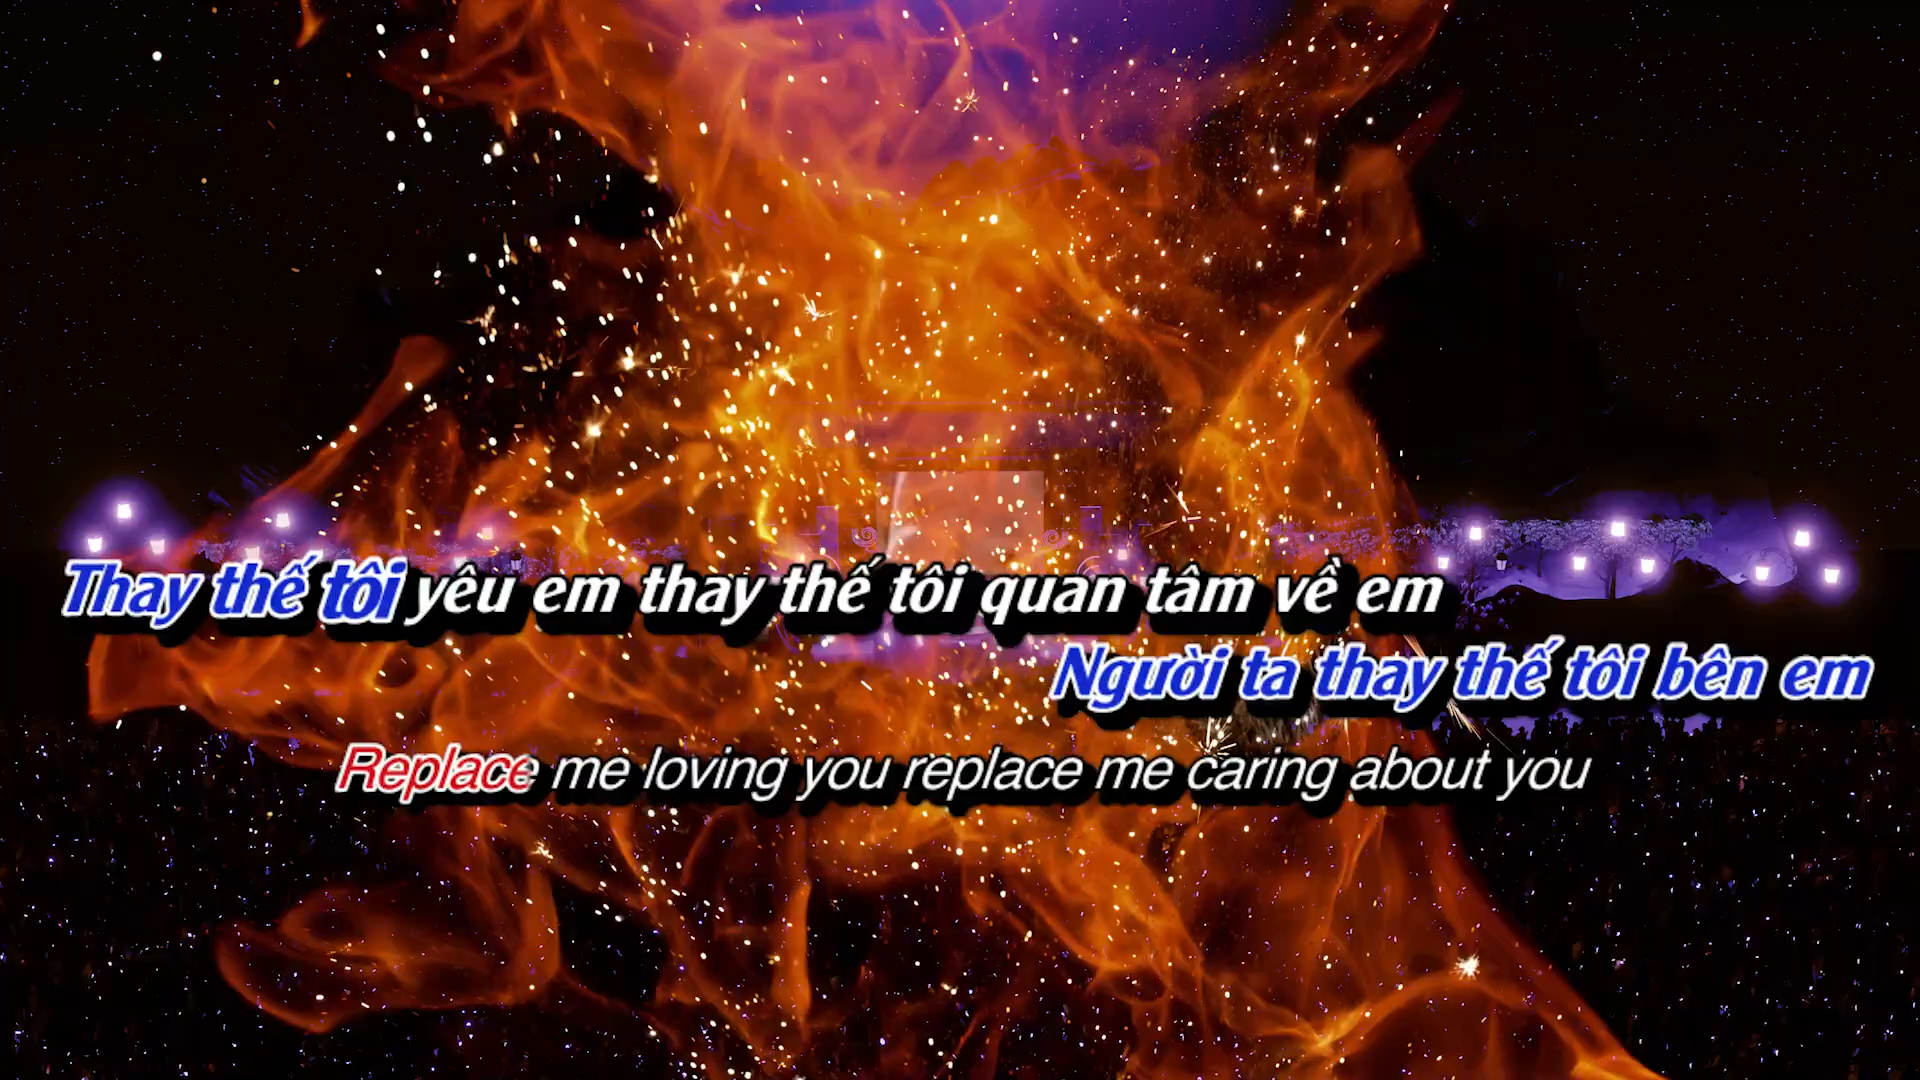 Thay thế tôi yêu em thay thế tôi quan tâm về em
Người ta thay thế tôi bên em
Replace me loving you replace me caring about you